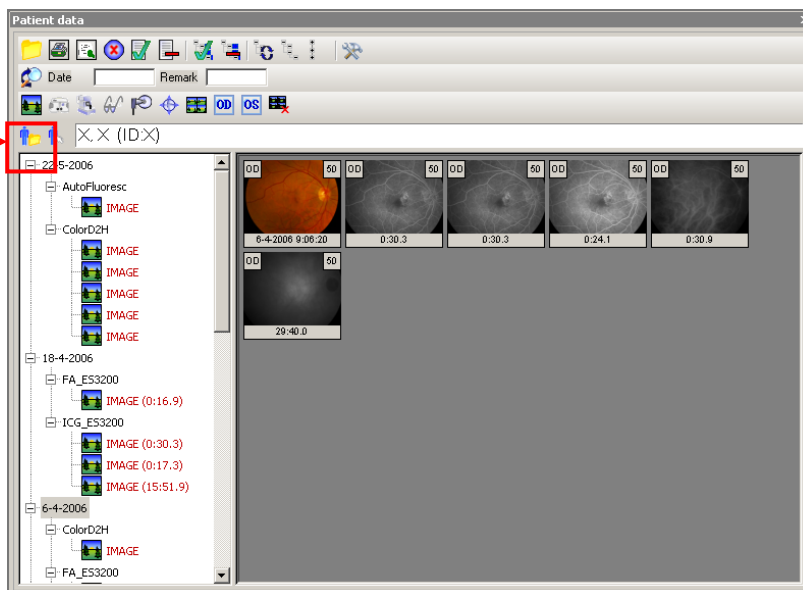 Patient data
Date Remark
OD OS
X, X (ID:X)
22-5-2006
AutoFluoresc
IMAGE
ColorD2H
IMAGE
IMAGE
IMAGE
IMAGE
IMAGE
18-4-2006
FA_ES3200
IMAGE (0:16.9)
ICG_ES3200
IMAGE (0:30.3)
IMAGE (0:17.3)
IMAGE (15:51.9)
6-4-2006
ColorD2H
IMAGE
FA_ES3200
OD 50 OD 50 OD 50 OD 50 OD 50
6-4-2006 9:06:20 0:30.3 0:30.3 0:24.1 0:30.9
OD 50
29:40.0